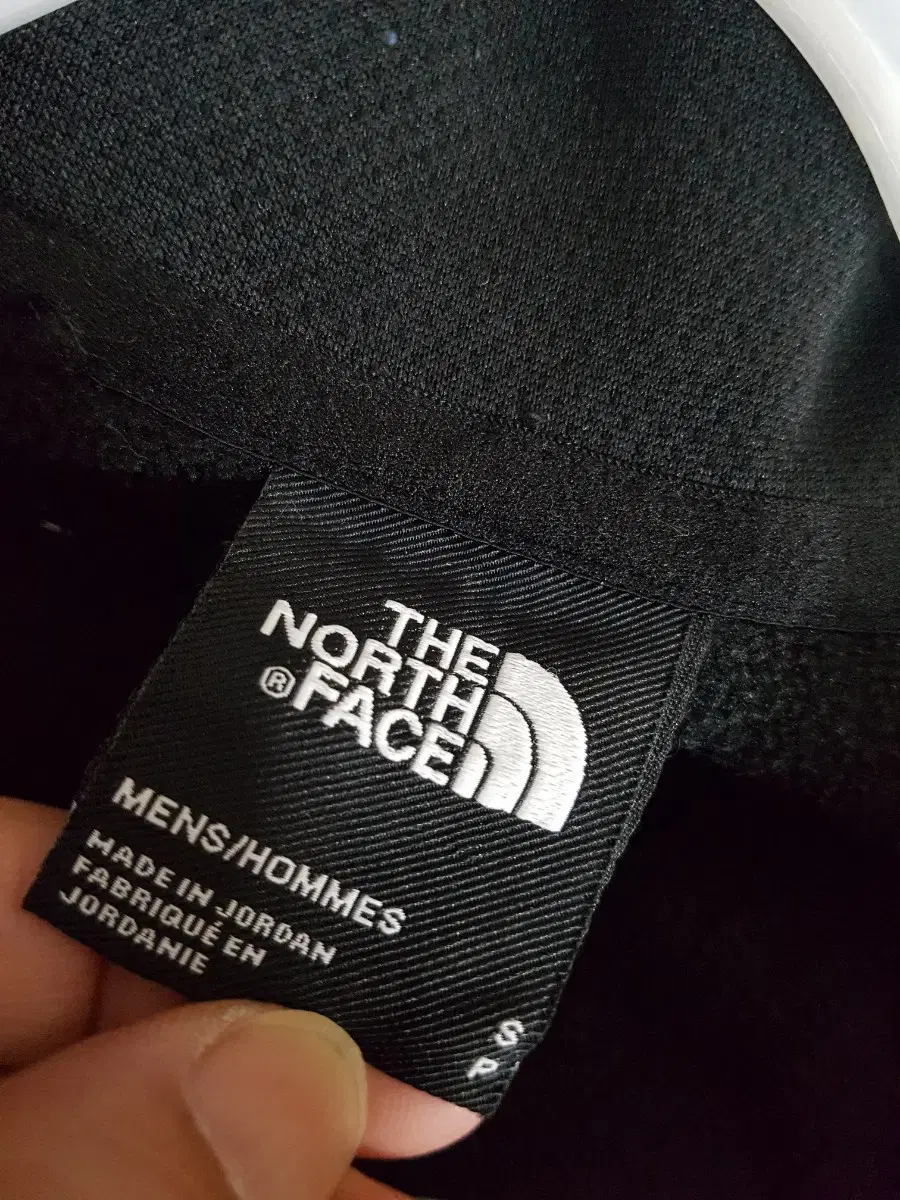 THE
NORTH
®FACE
MENS/HOMMES
MADE IN JORDAN
FABRIQUÉ EN
JORDANIE
S
P